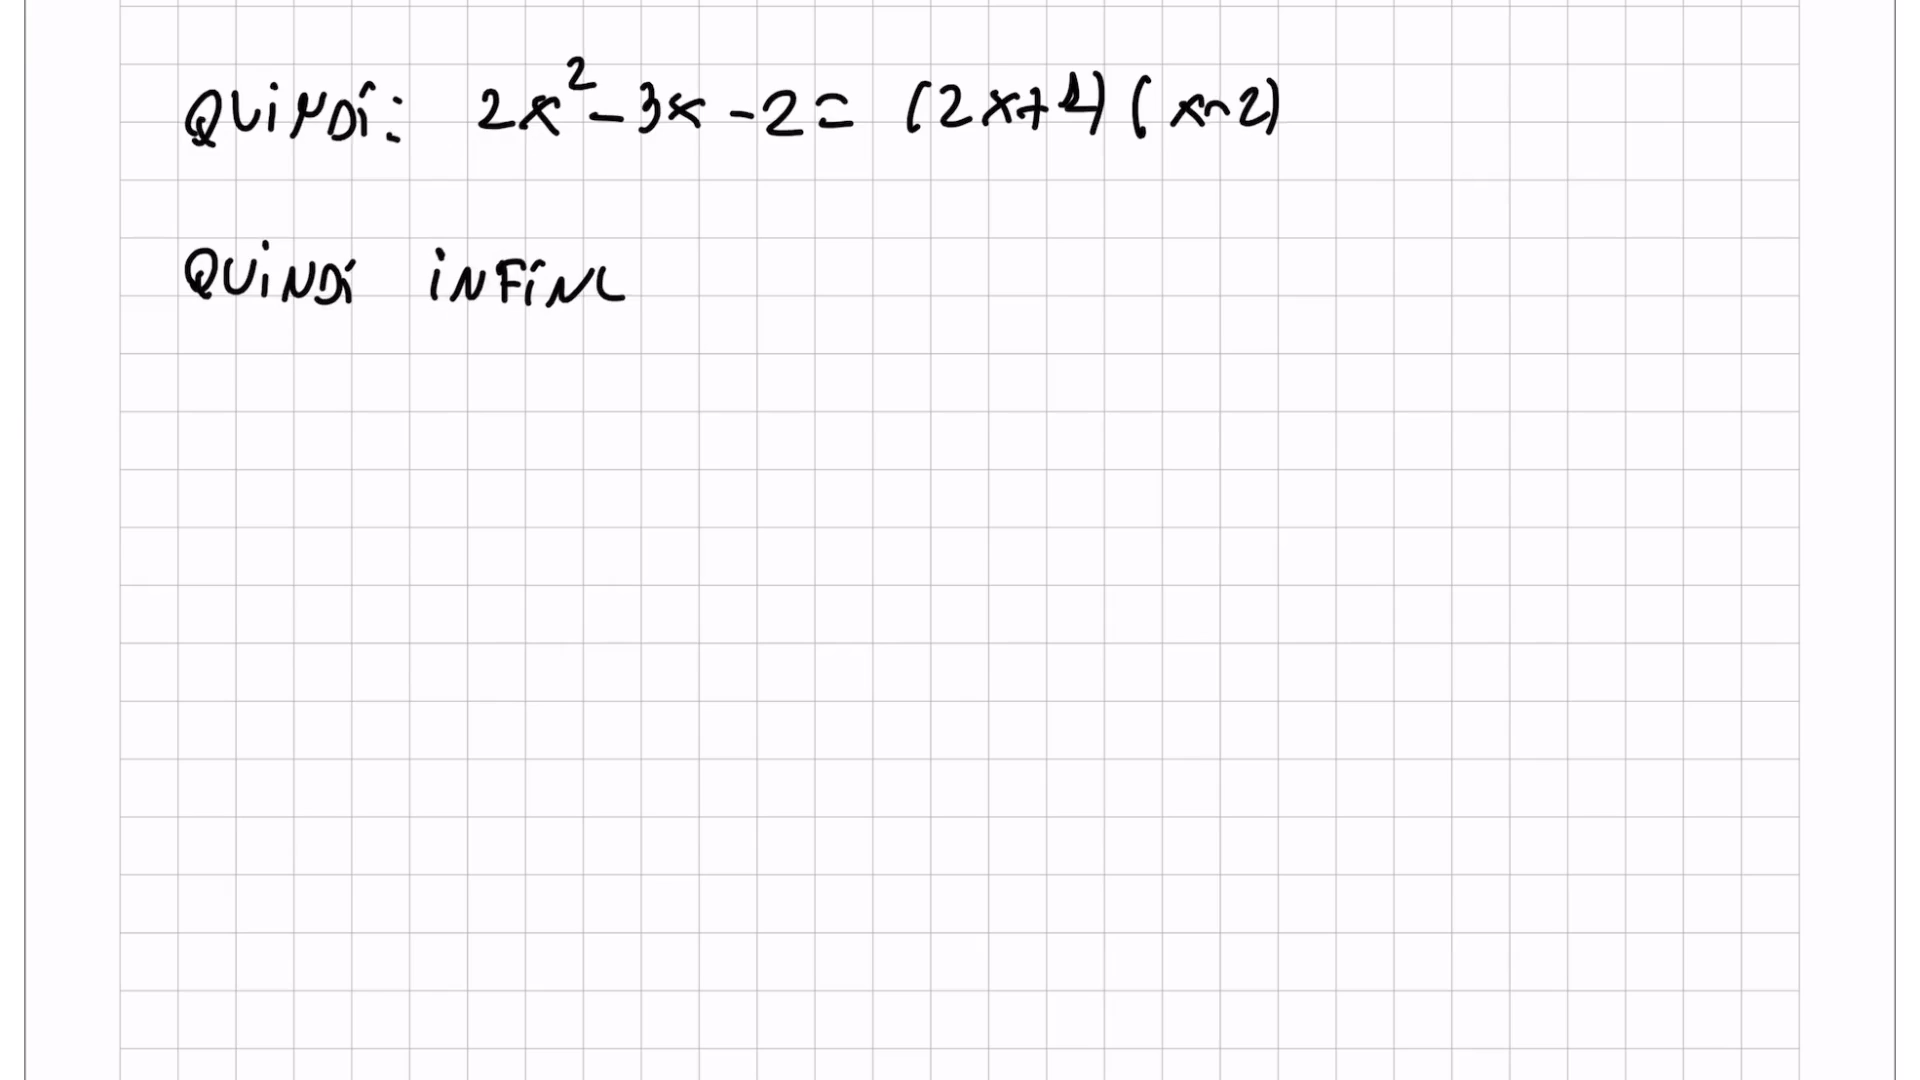 QUINDI: 2x² - 3x - 2 = (2x+1) (x-2)
QUINDI INFINE